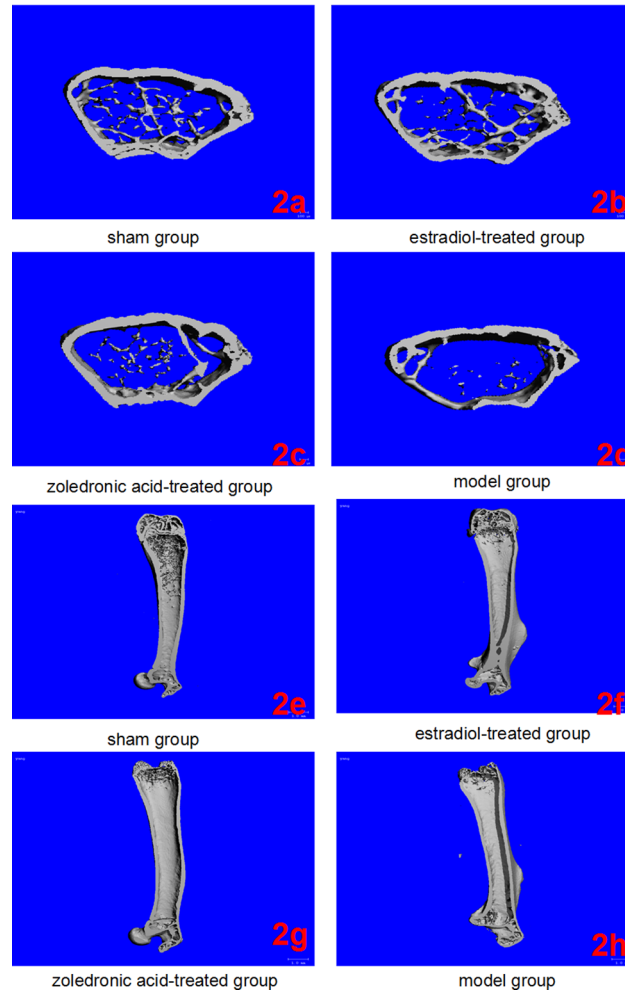 2a
2b
sham group
estradiol-treated group
2c
2d
zoledronic acid-treated group
model group
2e
2f
sham group
estradiol-treated group
2g
2h
zoledronic acid-treated group
model group